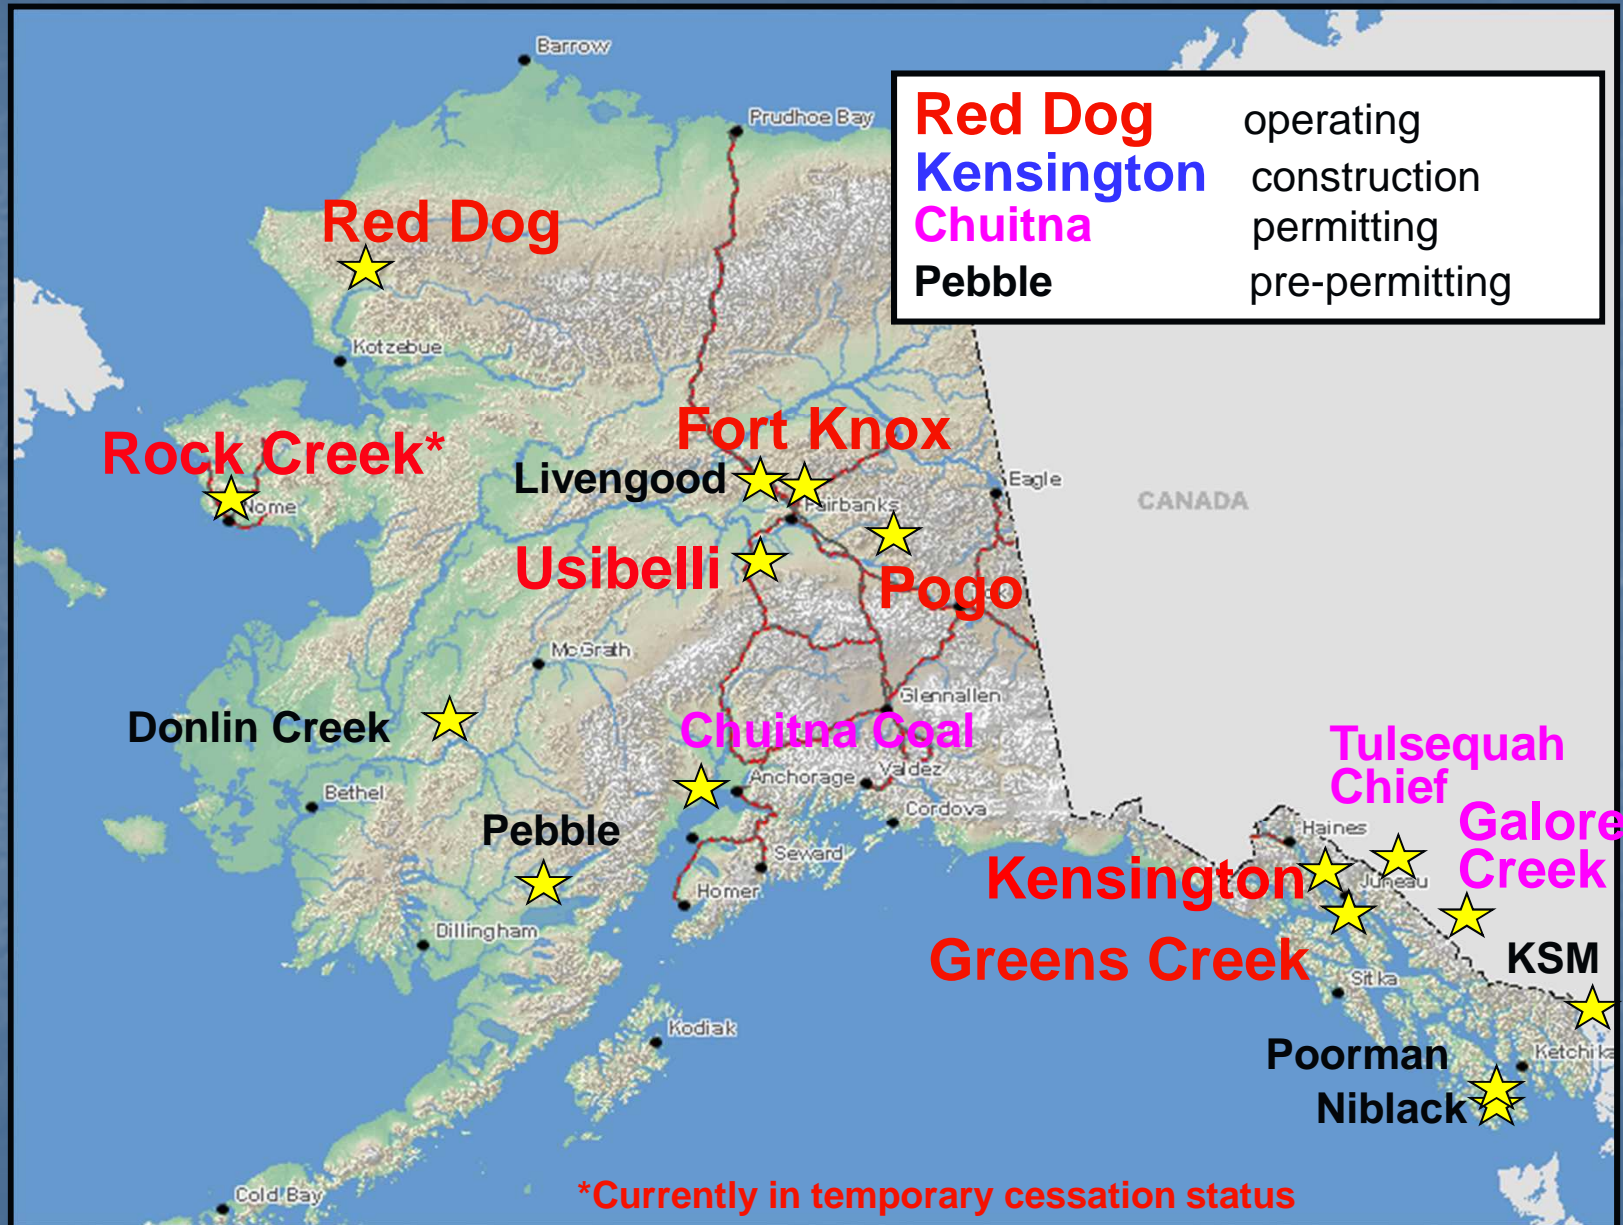 Barrow
Prudhoe Bay
Red Dog operating
Kensington construction
Chuitna permitting
Pebble pre-permitting
Red Dog
Kotzebue
Fort Knox
Rock Creek*
Livengood
Eagle
CANADA
Nome
Fairbanks
Usibelli
Pogo
McGrath
Glennallen
Donlin Creek
Chuitna Coal
Tulsequah
Chief
Anchorage
Valdez
Bethel
Cordova
Pebble
Galore
Creek
Haines
Seward
Kensington
Juneau
Homer
Dillingham
Greens Creek
KSM
Sitka
Kodiak
Poorman
Ketchika
Niblack
Cold Bay
*Currently in temporary cessation status